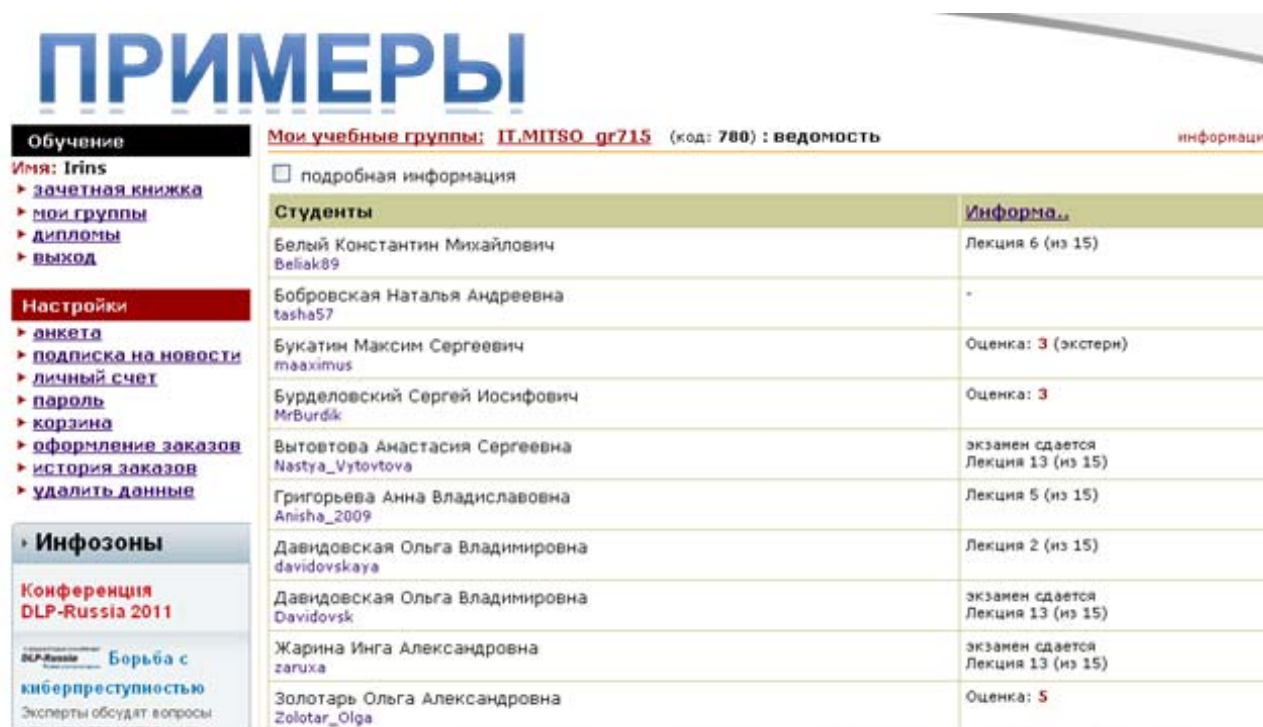 ПРИМЕРЫ
Обучение
Имя: Irins
зачетная книжка
мои группы
дипломы
выход
Настройки
анкета
подписка на новости
личный счет
пароль
корзина
оформление заказов
история заказов
удалить данные
Инфозоны
Конференция
DLP-Russia 2011
DLP-Russia Борьба с
киберпреступностью
Эксперты обсудят вопросы
Мои учебные группы: IT.MITSO_gr715 (код: 780) : ведомость
информаци
подробная информация
Студенты Информа..
Белый Константин Михайлович Лекция 6 (из 15)
Beliak89
Бобровская Наталья Андреевна -
tasha57
Букатин Максим Сергеевич Оценка: 3 (экстерн)
maaximus
Бурделовский Сергей Иосифович Оценка: 3
MrBurdik
Вытовтова Анастасия Сергеевна экзамен сдается
Nastya_Vytovtova Лекция 13 (из 15)
Григорьева Анна Владиславовна Лекция 5 (из 15)
Anisha_2009
Давидовская Ольга Владимировна Лекция 2 (из 15)
davidovskaya
Давидовская Ольга Владимировна экзамен сдается
Davidovsk Лекция 13 (из 15)
Жарина Инга Александровна экзамен сдается
zaruxa Лекция 13 (из 15)
Золотарь Ольга Александровна Оценка: 5
Zolotar_Olga